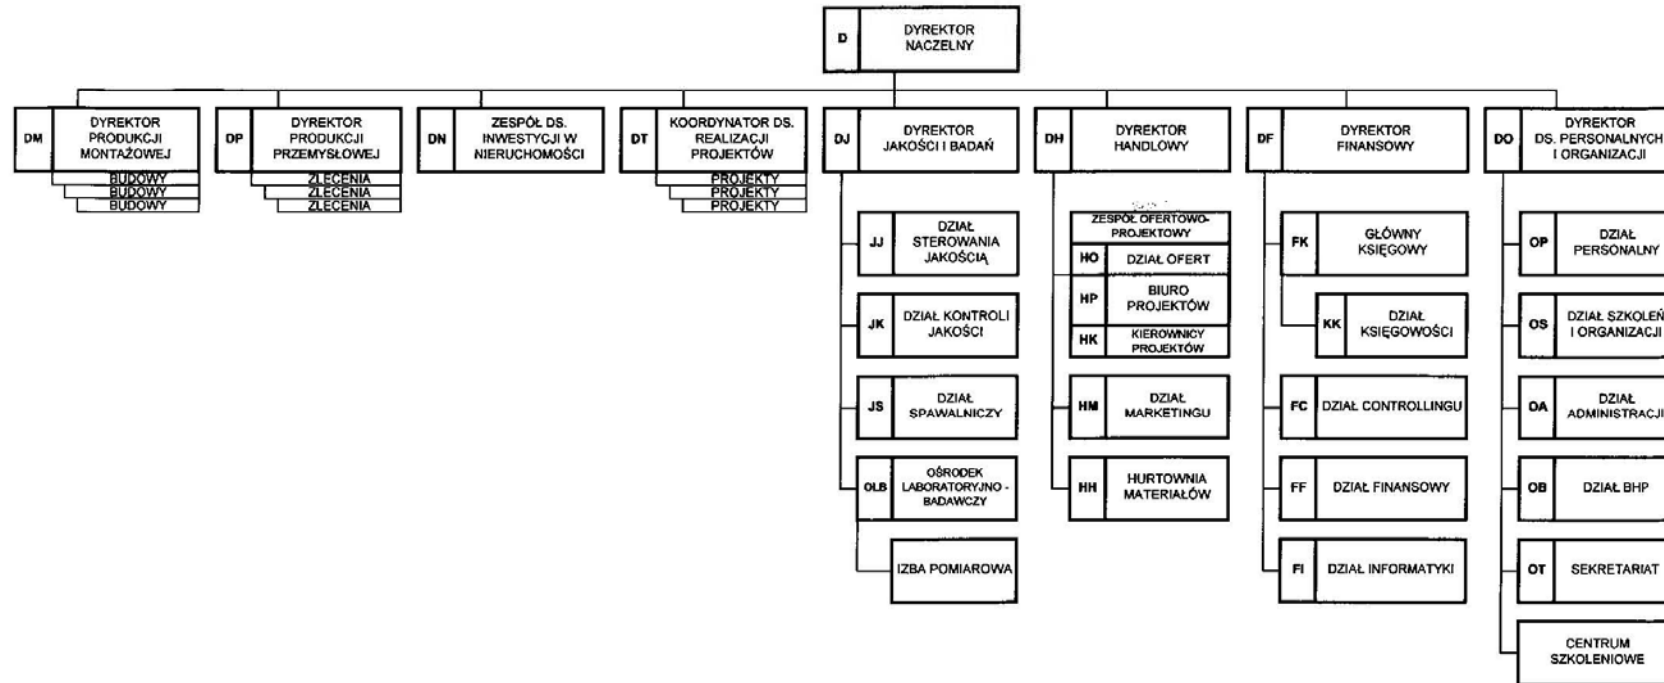 D
DYREKTOR
NACZELNY
DM
DYREKTOR
PRODUKCJI
MONTAŻOWEJ
BUDOWY
BUDOWY
BUDOWY
DP
DYREKTOR
PRODUKCJI
PRZEMYSŁOWEJ
ZLECENIA
ZLECENIA
ZLECENIA
DN
ZESPÓŁ DS.
INWESTYCJI W
NIERUCHOMOŚCI
DT
KOORDYNATOR DS.
REALIZACJI
PROJEKTÓW
PROJEKTY
PROJEKTY
PROJEKTY
DJ
DYREKTOR
JAKOŚCI I BADAŃ
JJ
DZIAŁ
STEROWANIA
JAKOŚCIĄ
JK
DZIAŁ KONTROLI
JAKOŚCI
JS
DZIAŁ
SPAWALNICZY
OLB
OŚRODEK
LABORATORYJNO -
BADAWCZY
IZBA POMIAROWA
DH
DYREKTOR
HANDLOWY
ZESPÓŁ OFERTOWO-
PROJEKTOWY
HO
DZIAŁ OFERT
HP
BIURO
PROJEKTÓW
HK
KIEROWNICY
PROJEKTÓW
HM
DZIAŁ
MARKETINGU
HH
HURTOWNIA
MATERIAŁÓW
DF
DYREKTOR
FINANSOWY
FK
GŁÓWNY
KSIĘGOWY
KK
DZIAŁ
KSIĘGOWOŚCI
FC
DZIAŁ CONTROLLINGU
FF
DZIAŁ FINANSOWY
FI
DZIAŁ INFORMATYKI
DO
DYREKTOR
DS. PERSONALNYCH
I ORGANIZACJI
OP
DZIAŁ
PERSONALNY
OS
DZIAŁ SZKOLEŃ
I ORGANIZACJI
OA
DZIAŁ
ADMINISTRACJI
OB
DZIAŁ BHP
OT
SEKRETARIAT
CENTRUM
SZKOLENIOWE